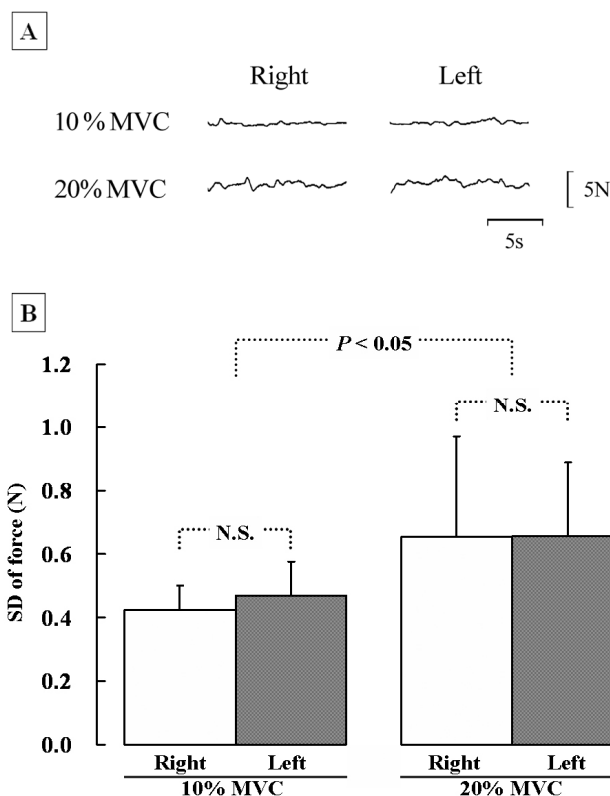 A
Right Left
10 % MVC
20% MVC
5N
5s
B
P < 0.05
1.2
N.S.
1.0
0.8
N.S.
0.6
0.4
0.2
0.0
SD of force (N)
Right Left Right Left
10% MVC 20% MVC